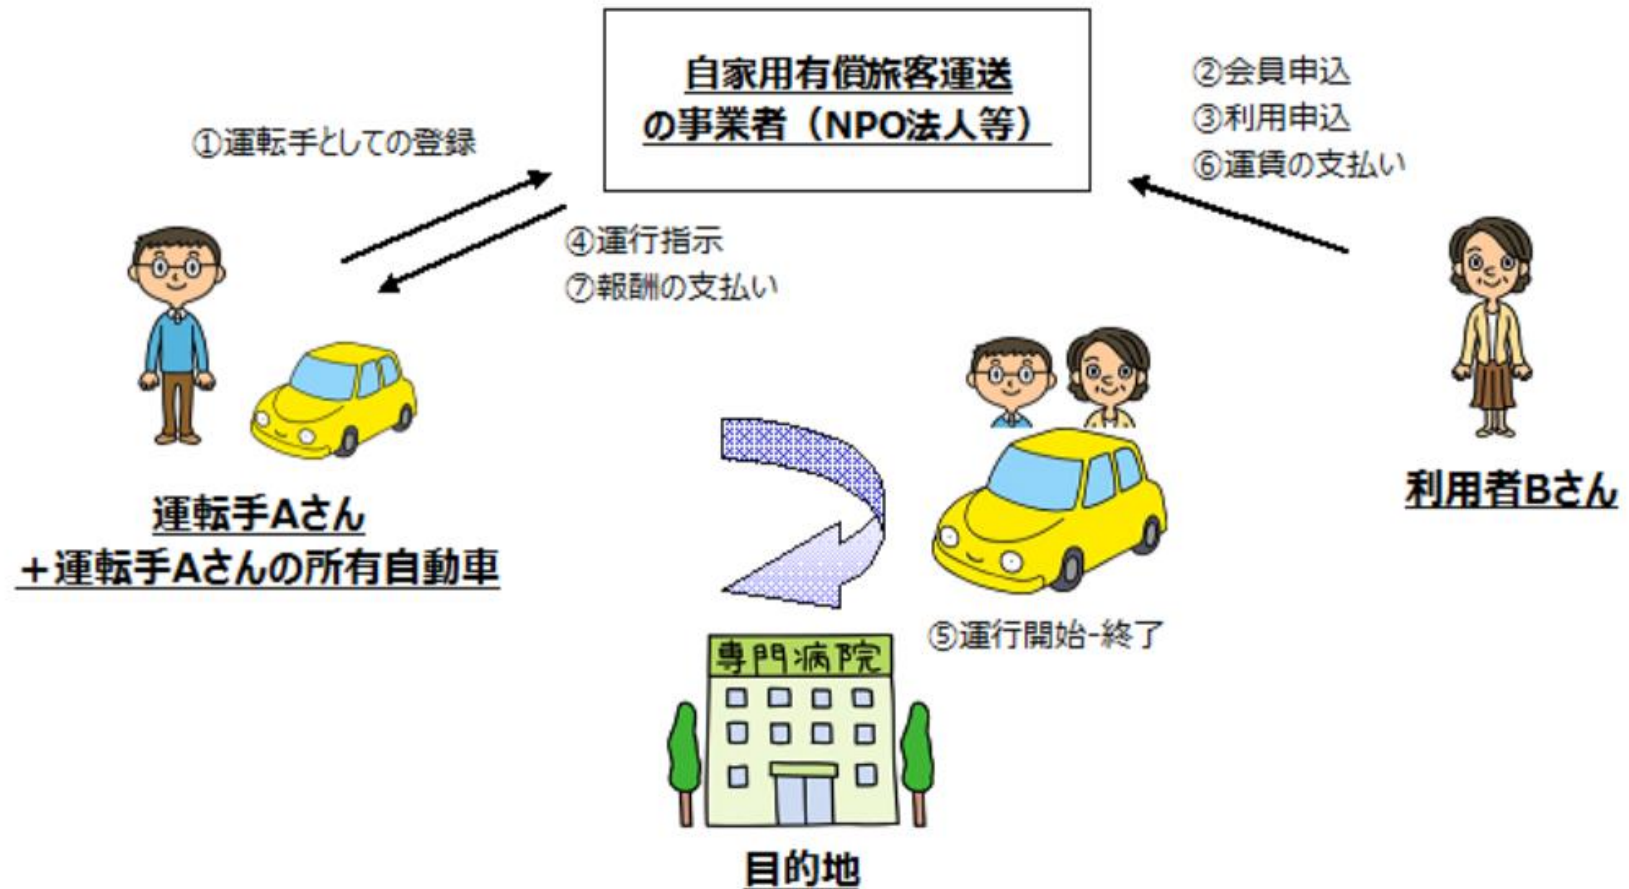 自家用有償旅客運送
の事業者（NPO法人等）
①運転手としての登録
②会員申込
③利用申込
⑥運賃の支払い
④運行指示
⑦報酬の支払い
運転手Aさん
＋運転手Aさんの所有自動車
利用者Bさん
⑤運行開始-終了
専門病院
目的地